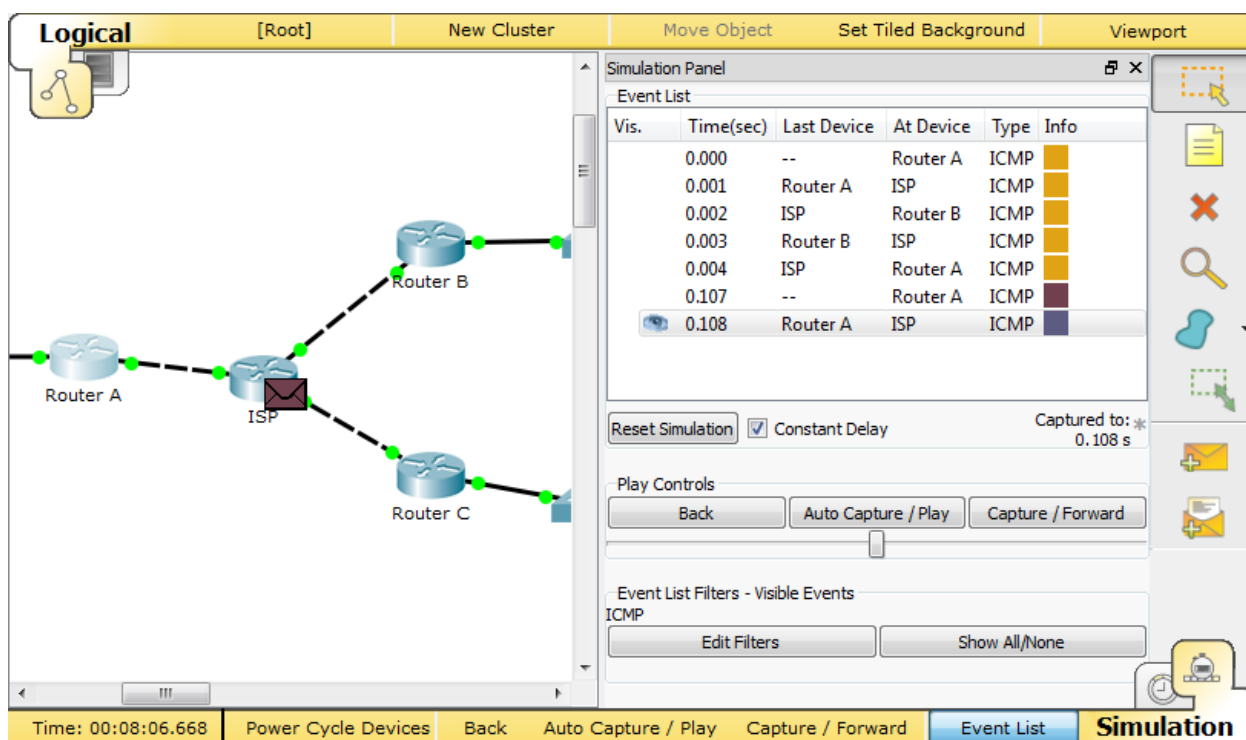 Logical [Root] New Cluster Move Object Set Tiled Background Viewport
Simulation Panel
Event List
Vis. Time(sec) Last Device At Device Type Info
0.000 -- Router A ICMP
0.001 Router A ISP ICMP
0.002 ISP Router B ICMP
0.003 Router B ISP ICMP
0.004 ISP Router A ICMP
0.107 -- Router A ICMP
0.108 Router A ISP ICMP
Router B
Router A
ISP
Router C
Reset Simulation Constant Delay Captured to: *
0.108 s
Play Controls
Back Auto Capture / Play Capture / Forward
Event List Filters - Visible Events
ICMP
Edit Filters Show All/None
Time: 00:08:06.668 Power Cycle Devices Back Auto Capture / Play Capture / Forward Event List Simulation